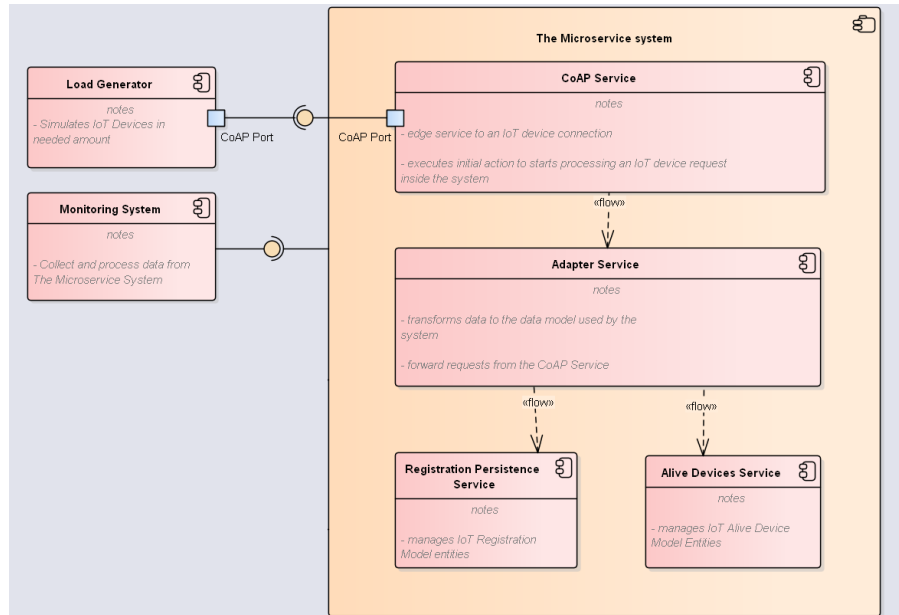 The Microservice system
Load Generator
notes
- Simulates IoT Devices in
needed amount
CoAP Port
CoAP Port
CoAP Service
notes
- edge service to an IoT device connection
- executes initial action to starts processing an IoT device request
inside the system
«flow»
Monitoring System
notes
- Collect and process data from
The Microservice System
Adapter Service
notes
- transforms data to the data model used by the
system
- forward requests from the CoAP Service
«flow»
«flow»
Registration Persistence
Service
notes
- manages IoT Registration
Model entities
Alive Devices Service
notes
- manages IoT Alive Device
Model Entities